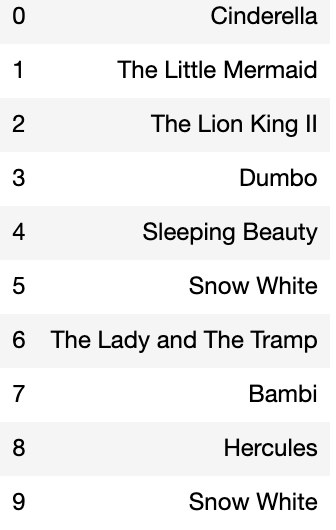 0 Cinderella
1 The Little Mermaid
2 The Lion King II
3 Dumbo
4 Sleeping Beauty
5 Snow White
6 The Lady and The Tramp
7 Bambi
8 Hercules
9 Snow White